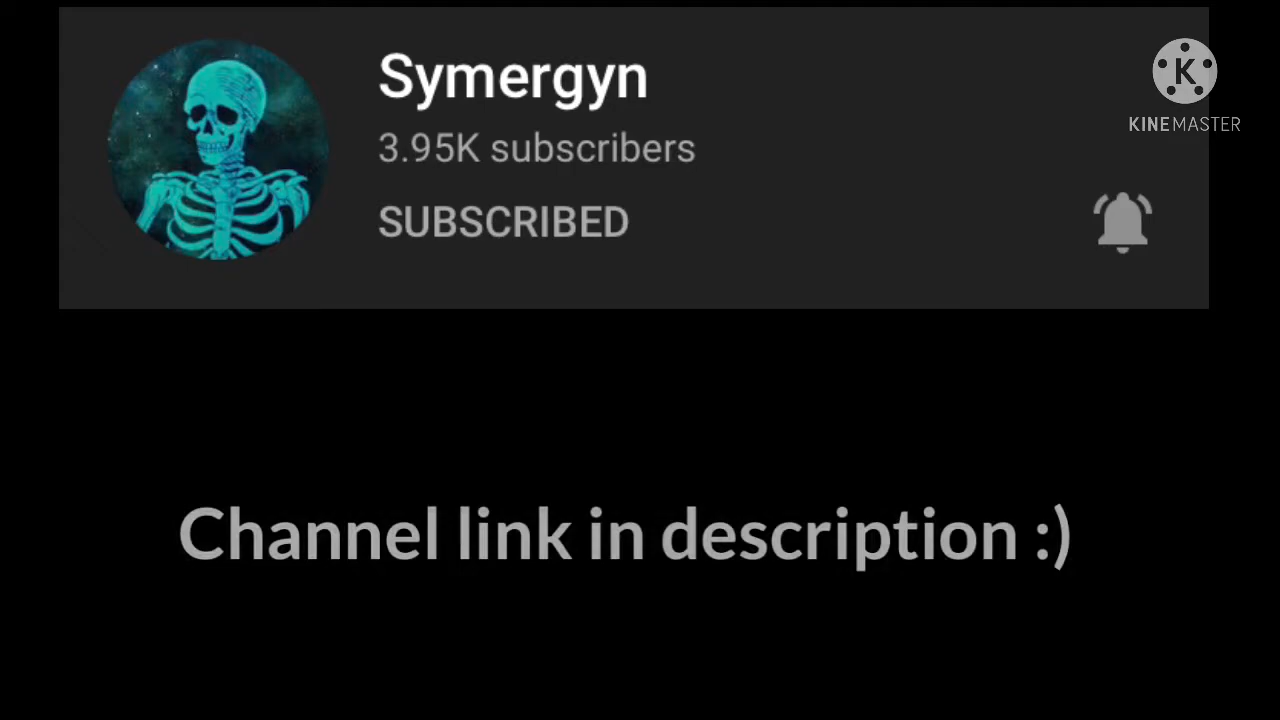 Symergyn
3.95K subscribers
SUBSCRIBED
K
KINEMASTER
Channel link in description :)